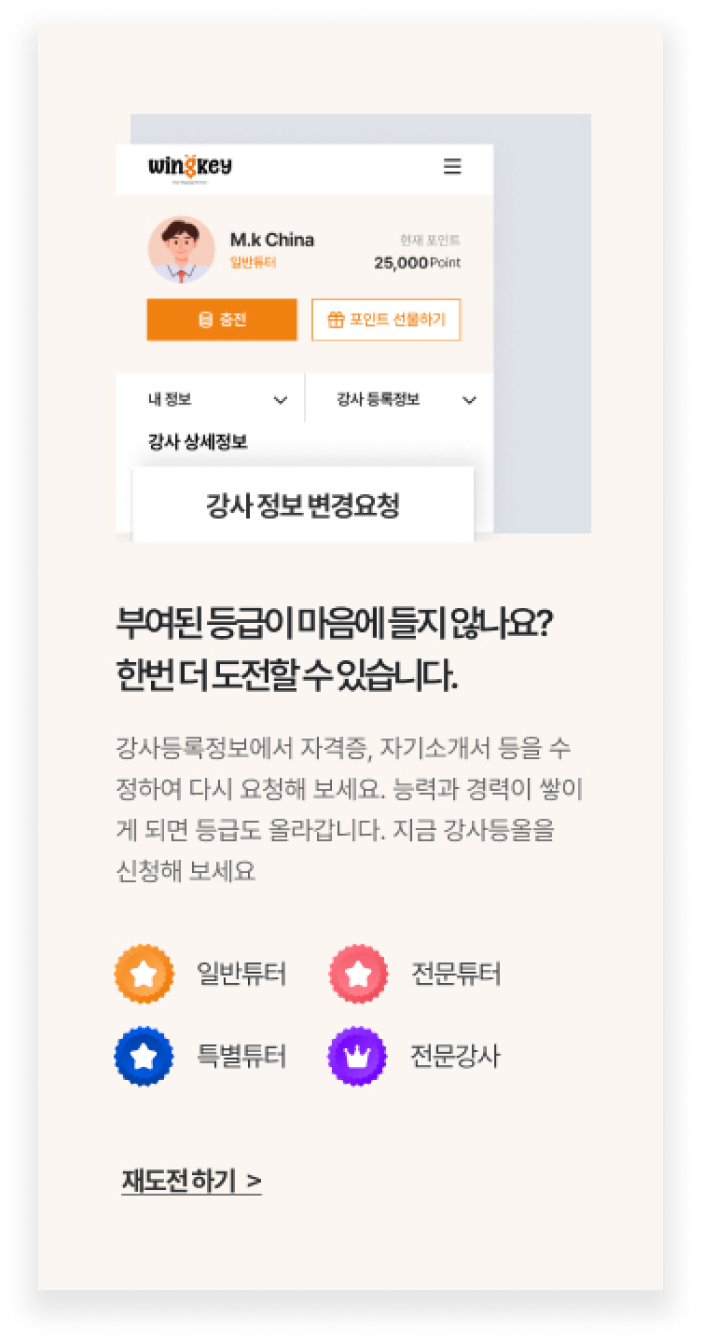 wingkey
M.k China
현재 포인트
일반튜터
25,000 Point
충전
포인트 선물하기
내 정보
강사 등록정보
강사 상세정보
강사 정보 변경요청
부여된 등급이 마음에 들지 않나요?
한번 더 도전할 수 있습니다.
강사등록정보에서 자격증, 자기소개서 등을 수
정하여 다시 요청해 보세요. 능력과 경력이 쌓이
게 되면 등급도 올라갑니다. 지금 강사등올을
신청해 보세요
일반튜터
전문튜터
특별튜터
전문강사
재도전하기 >